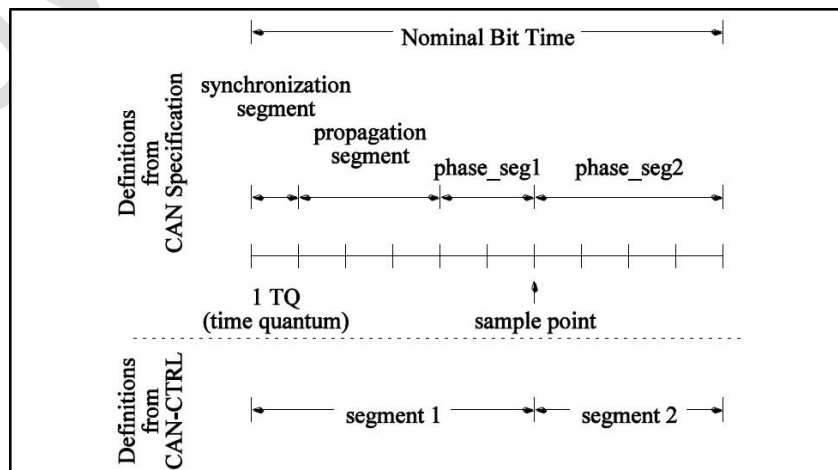 Nominal Bit Time
Definitions
from
CAN Specification
synchronization
segment
propagation
segment
phase_seg1
phase_seg2
1 TQ
(time quantum)
sample point
Definitions
from
CAN-CTRL
segment 1
segment 2